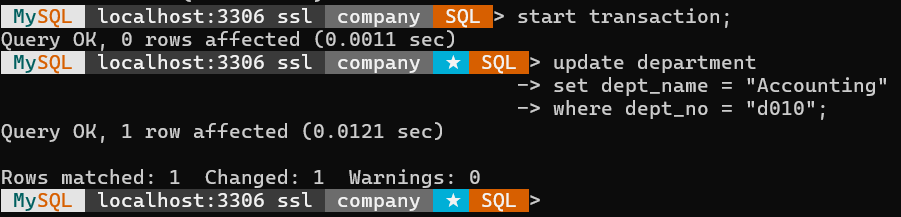 MySQL localhost:3306 ssl company SQL > start transaction;
Query OK, 0 rows affected (0.0011 sec)
MySQL localhost:3306 ssl company ★ SQL > update department
-> set dept_name = "Accounting"
-> where dept_no = "d010";
Query OK, 1 row affected (0.0121 sec)
Rows matched: 1  Changed: 1  Warnings: 0
MySQL localhost:3306 ssl company ★ SQL >